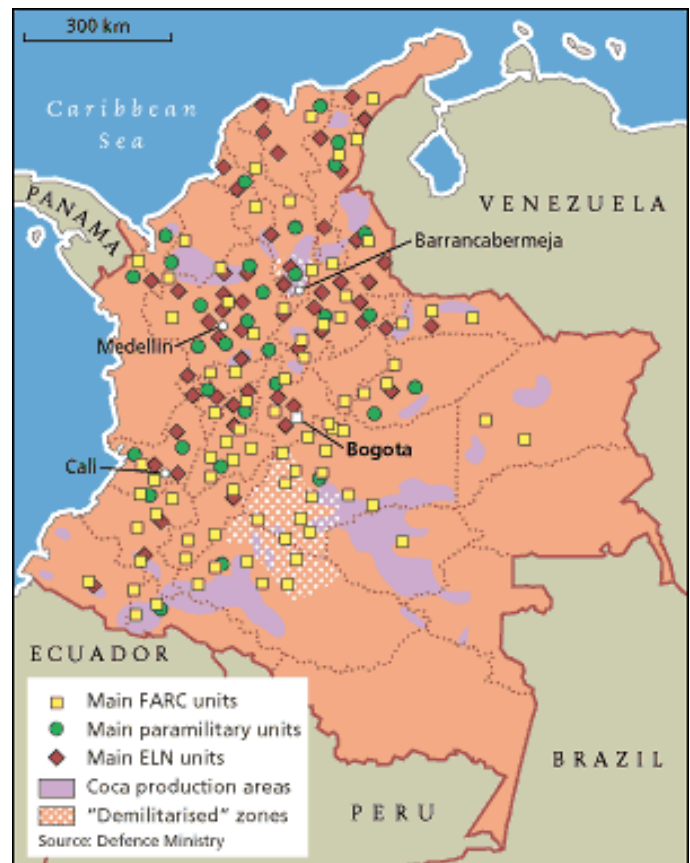 300 km
Caribbean
Sea
PANAMA
VENEZUELA
Barrancabermeja
Medellin
Bogota
Cali
ECUADOR
Main FARC units
Main paramilitary units
Main ELN units
Coca production areas
"Demilitarised" zones
Source: Defence Ministry
BRAZIL
PERU